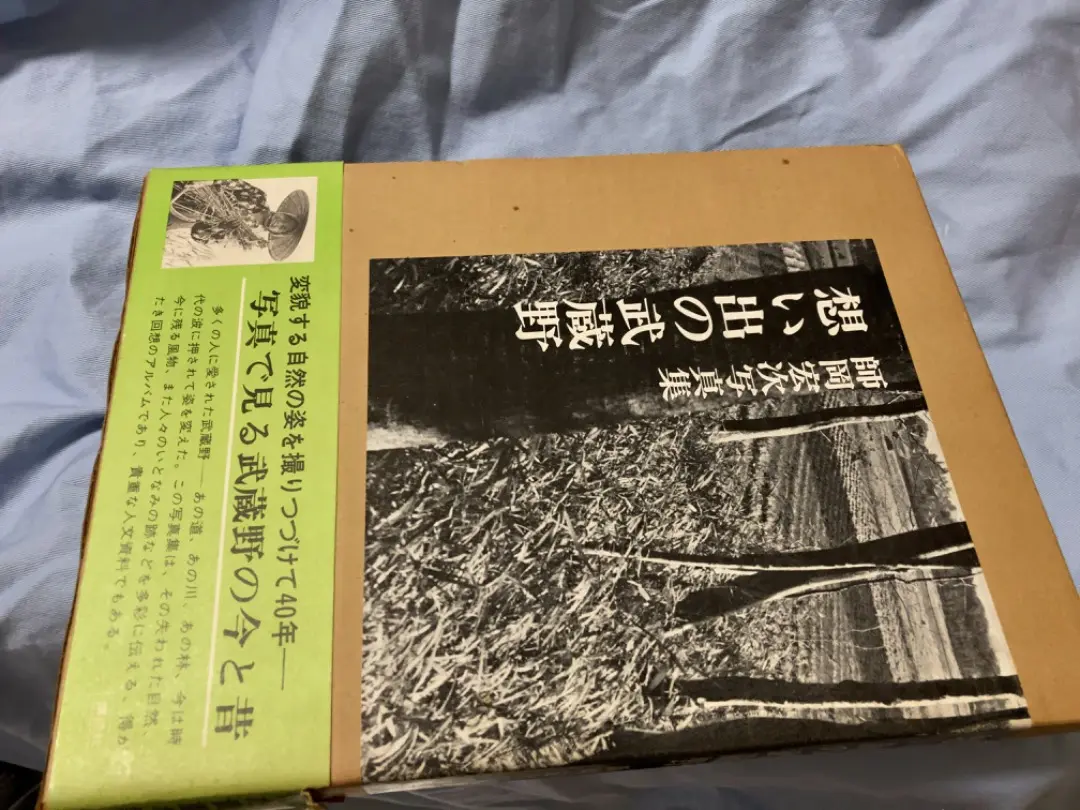 想い出の武蔵野
師岡宏次写真集
変貌する自然の姿を撮りつづけて40年——
写真で見る武蔵野の今と昔
多くの人に愛された武蔵野——あの道、あの川、あの林、今は時
代の波に押されて姿を変えた。この写真集は、その失われた自然、
今に残る風物、また人々のいとなみの跡などを多彩に伝える、得が
たき回想のアルバムであり、貴重な人文資料でもある。